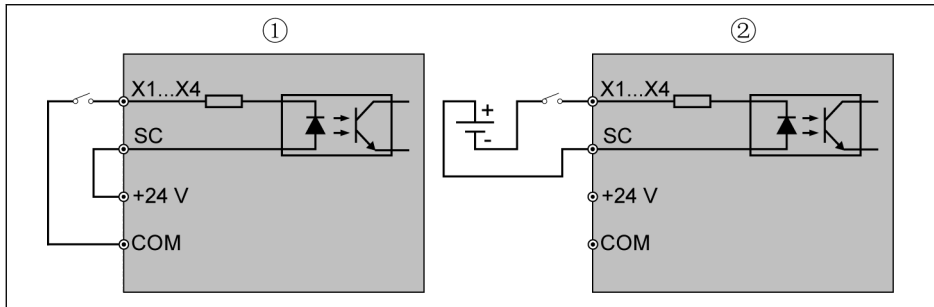 ① ②
X1...X4 X1...X4
+
SC SC
-
+24 V +24 V
COM COM